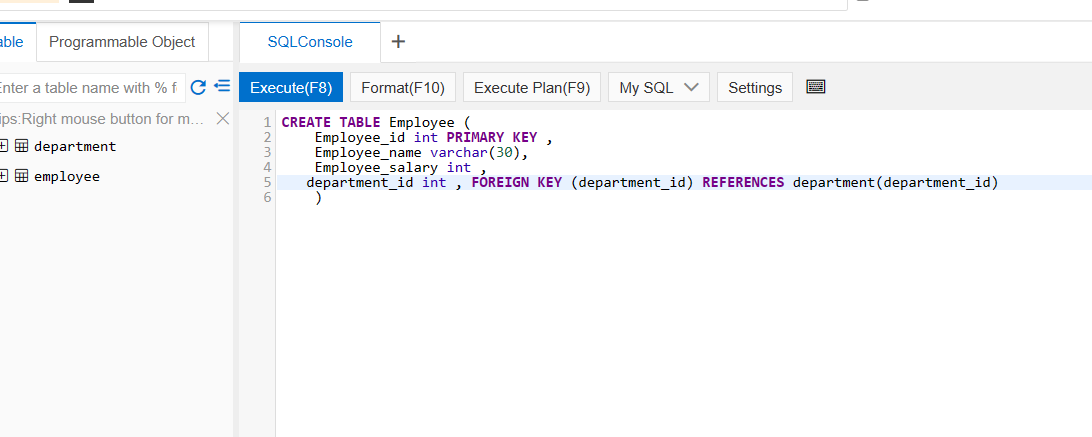 able Programmable Object SQLConsole +
Enter a table name with % f
Execute(F8) Format(F10) Execute Plan(F9) My SQL Settings
ips:Right mouse button for m...
department
employee
1 CREATE TABLE Employee (
2 Employee_id int PRIMARY KEY ,
3 Employee_name varchar(30),
4 Employee_salary int ,
5 department_id int , FOREIGN KEY (department_id) REFERENCES department(department_id)
6 )